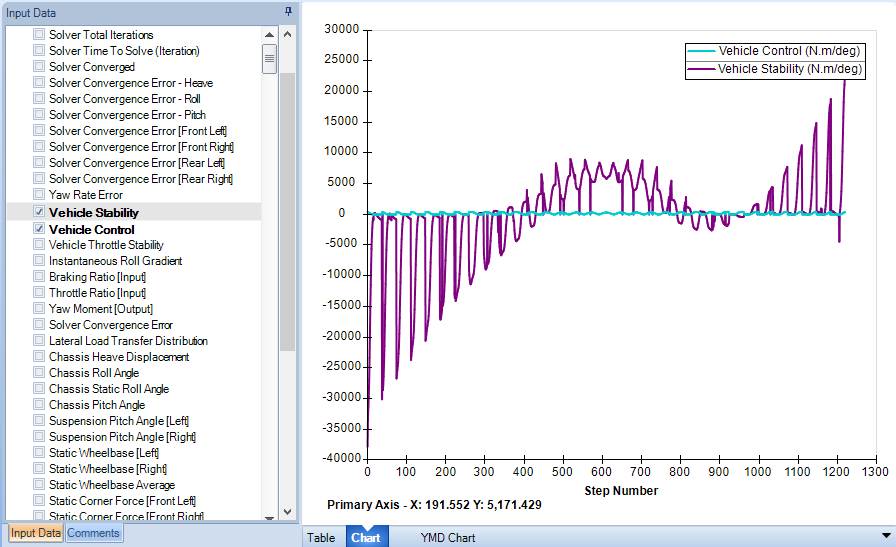 Input Data
Solver Total Iterations
Solver Time To Solve (Iteration)
Solver Converged
Solver Convergence Error - Heave
Solver Convergence Error - Roll
Solver Convergence Error - Pitch
Solver Convergence Error [Front Left]
Solver Convergence Error [Front Right]
Solver Convergence Error [Rear Left]
Solver Convergence Error [Rear Right]
Yaw Rate Error
Vehicle Stability
Vehicle Control
Vehicle Throttle Stability
Instantaneous Roll Gradient
Braking Ratio [Input]
Throttle Ratio [Input]
Yaw Moment [Output]
Solver Convergence Error
Lateral Load Transfer Distribution
Chassis Heave Displacement
Chassis Roll Angle
Chassis Static Roll Angle
Chassis Pitch Angle
Suspension Pitch Angle [Left]
Suspension Pitch Angle [Right]
Static Wheelbase [Left]
Static Wheelbase [Right]
Static Wheelbase Average
Static Corner Force [Front Left]
Static Corner Force [Front Right]
Input Data Comments
30000
25000
20000
15000
10000
5000
0
-5000
-10000
-15000
-20000
-25000
-30000
-35000
-40000
Vehicle Control (N.m/deg)
Vehicle Stability (N.m/deg)
0 100 200 300 400 500 600 700 800 900 1000 1100 1200 1300
Step Number
Primary Axis - X: 191.552 Y: 5,171.429
Table Chart YMD Chart